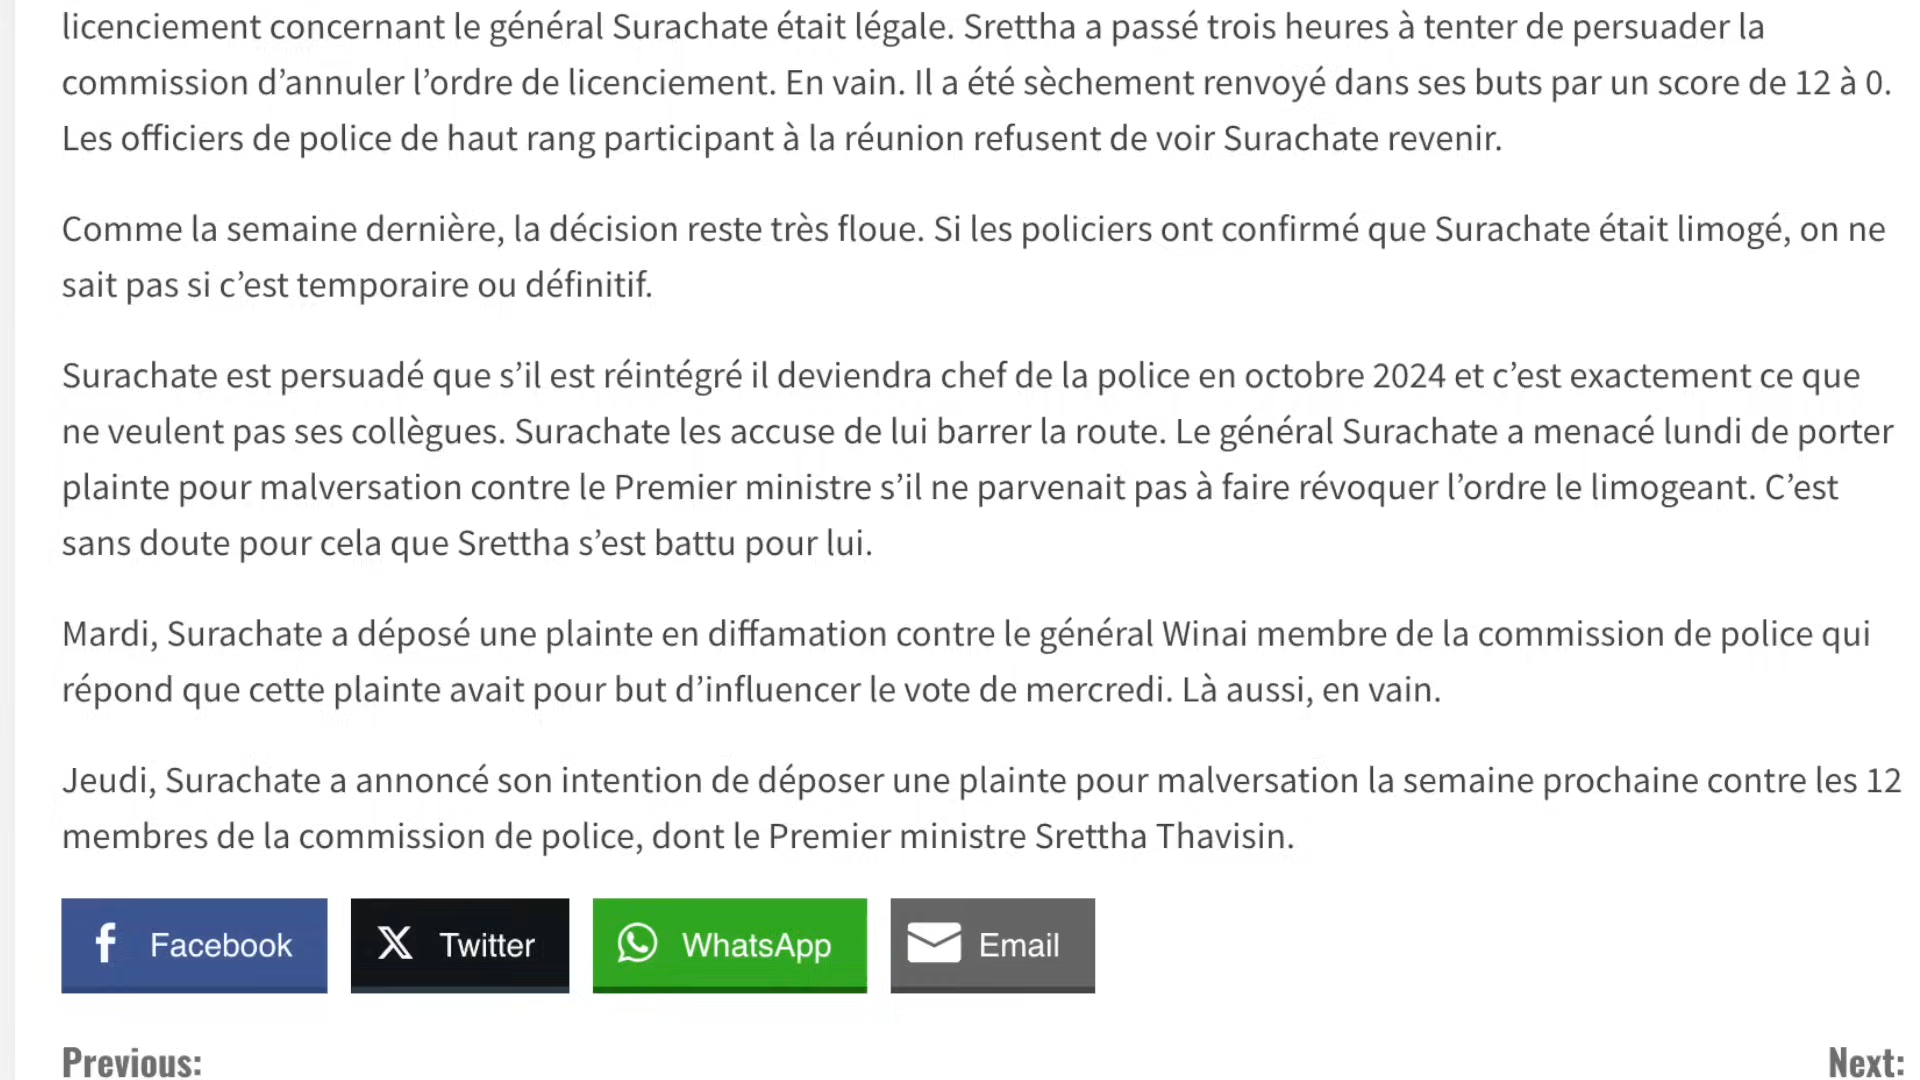 licenciement concernant le général Surachate était légale. Srettha a passé trois heures à tenter de persuader la
commission d’annuler l’ordre de licenciement. En vain. Il a été sèchement renvoyé dans ses buts par un score de 12 à 0.
Les officiers de police de haut rang participant à la réunion refusent de voir Surachate revenir.
Comme la semaine dernière, la décision reste très floue. Si les policiers ont confirmé que Surachate était limogé, on ne
sait pas si c’est temporaire ou définitif.
Surachate est persuadé que s’il est réintégré il deviendra chef de la police en octobre 2024 et c’est exactement ce que
ne veulent pas ses collègues. Surachate les accuse de lui barrer la route. Le général Surachate a menacé lundi de porter
plainte pour malversation contre le Premier ministre s’il ne parvenait pas à faire révoquer l’ordre le limogeant. C’est
sans doute pour cela que Srettha s’est battu pour lui.
Mardi, Surachate a déposé une plainte en diffamation contre le général Winai membre de la commission de police qui
répond que cette plainte avait pour but d’influencer le vote de mercredi. Là aussi, en vain.
Jeudi, Surachate a annoncé son intention de déposer une plainte pour malversation la semaine prochaine contre les 12
membres de la commission de police, dont le Premier ministre Srettha Thavisin.
Facebook Twitter WhatsApp Email
Previous: Next: